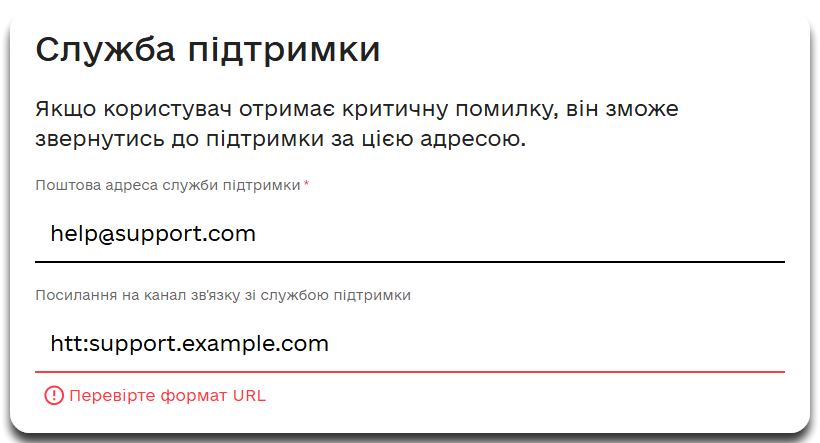 Служба підтримки
Якщо користувач отримає критичну помилку, він зможе
звернутись до підтримки за цією адресою.
Поштова адреса служби підтримки*
help@support.com
Посилання на канал зв'язку зі службою підтримки
htt:support.example.com
Перевірте формат URL